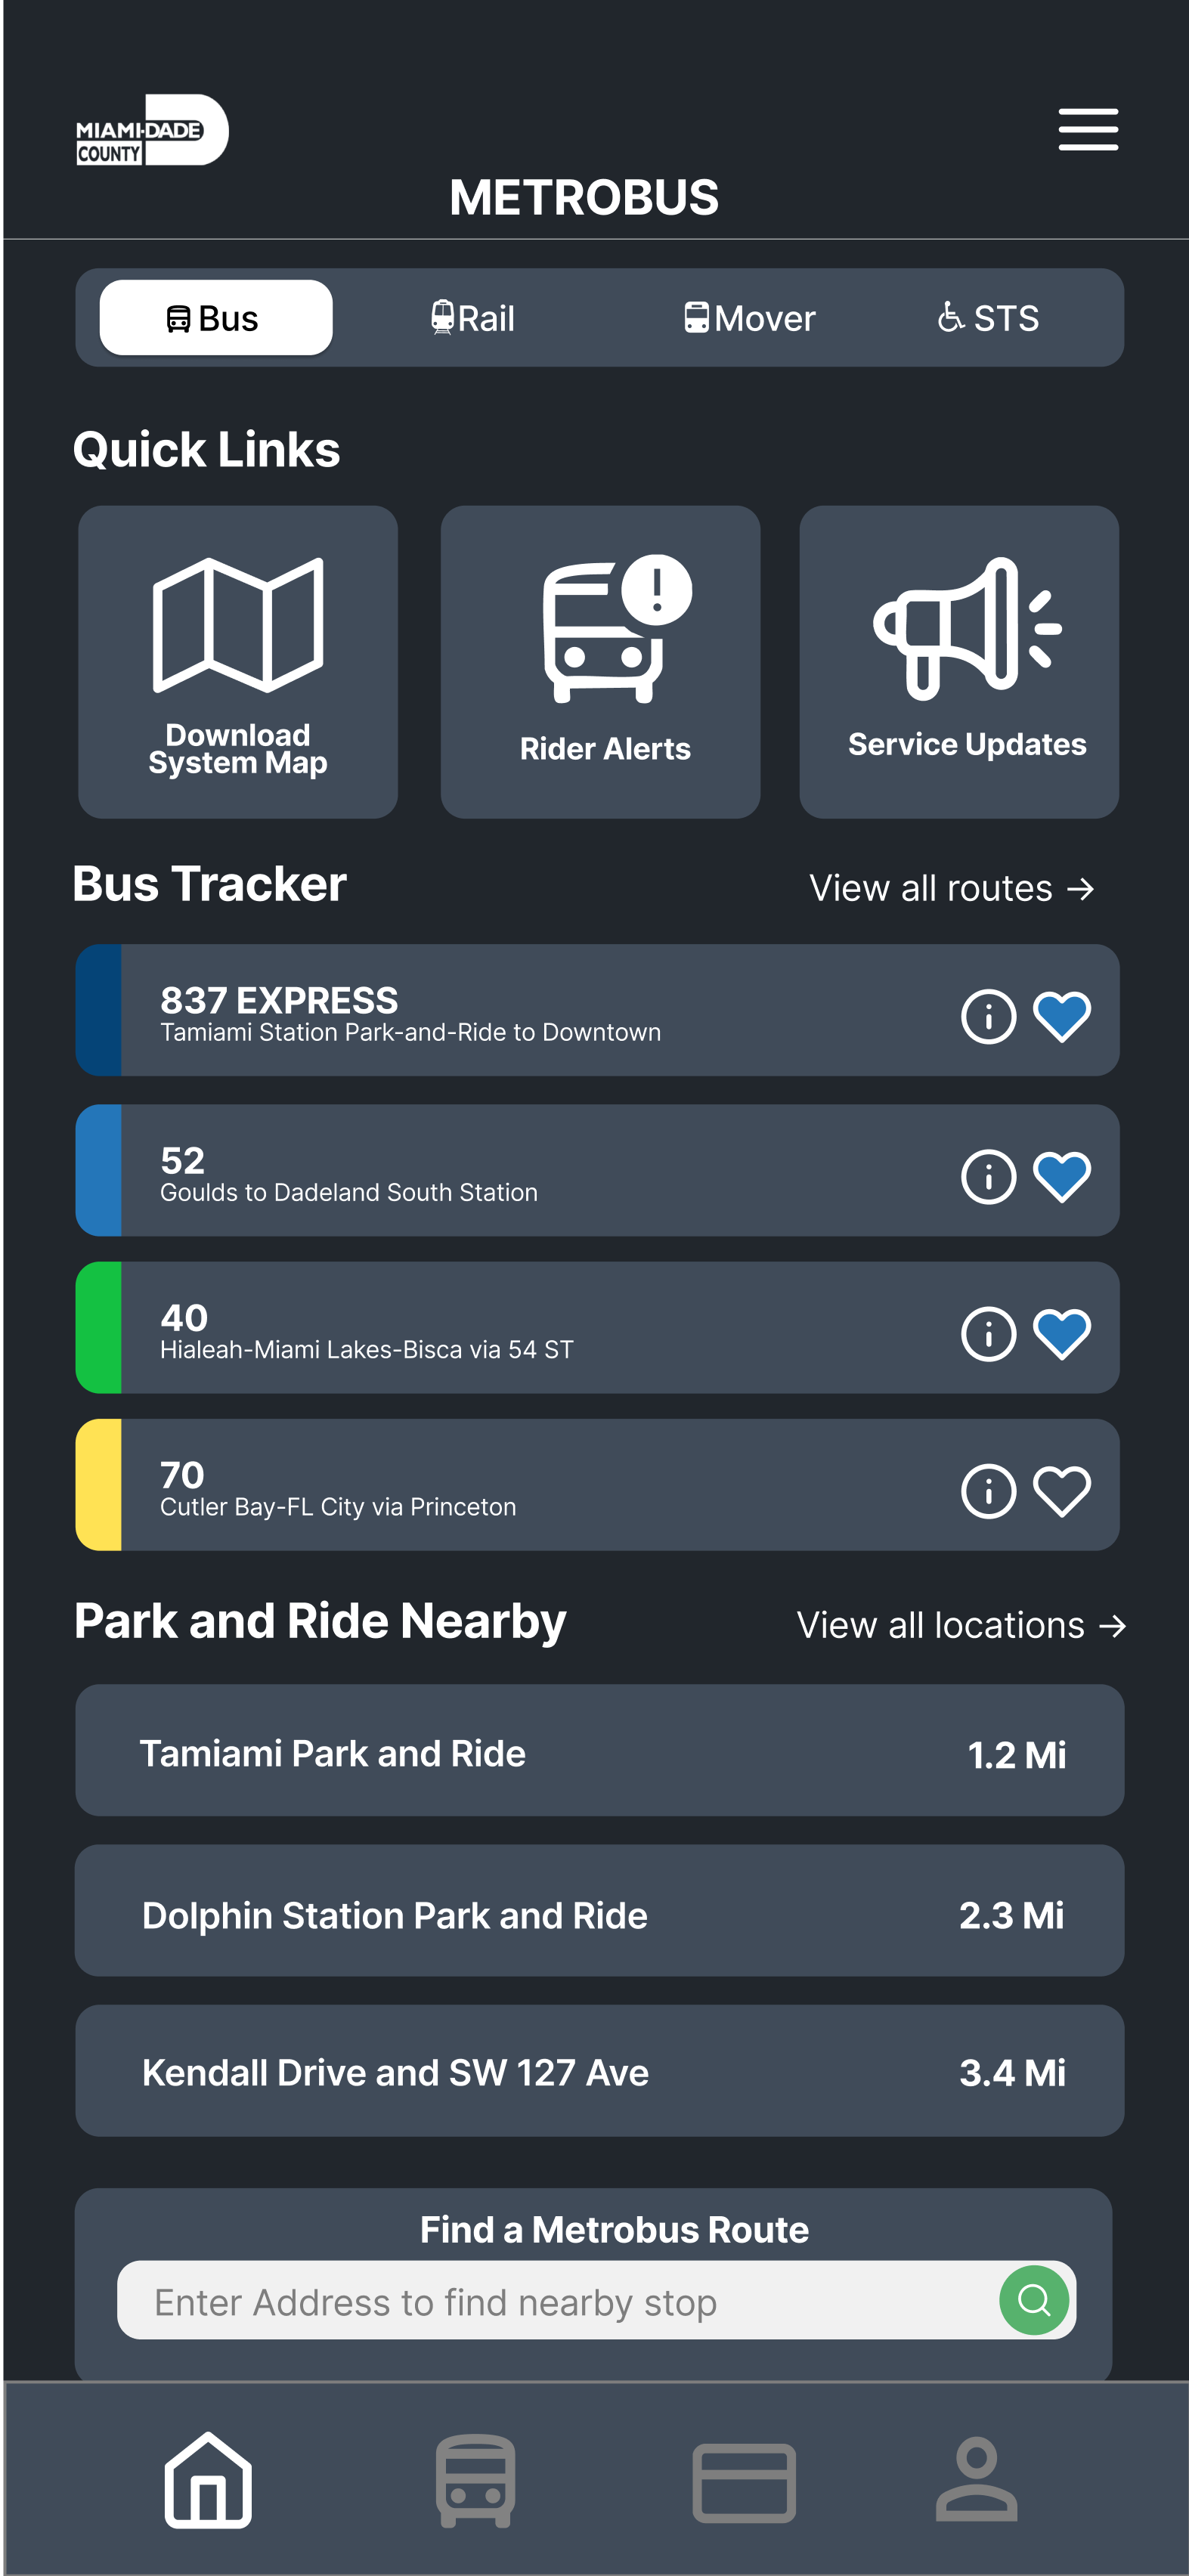 MIAMI-DADE
COUNTY
METROBUS
Bus
Rail
Mover
STS
Quick Links
Download
System Map
Rider Alerts
Service Updates
Bus Tracker
View all routes →
837 EXPRESS
Tamiami Station Park-and-Ride to Downtown
52
Goulds to Dadeland South Station
40
Hialeah-Miami Lakes-Bisca via 54 ST
70
Cutler Bay-FL City via Princeton
Park and Ride Nearby
View all locations →
Tamiami Park and Ride
1.2 Mi
Dolphin Station Park and Ride
2.3 Mi
Kendall Drive and SW 127 Ave
3.4 Mi
Find a Metrobus Route
Enter Address to find nearby stop